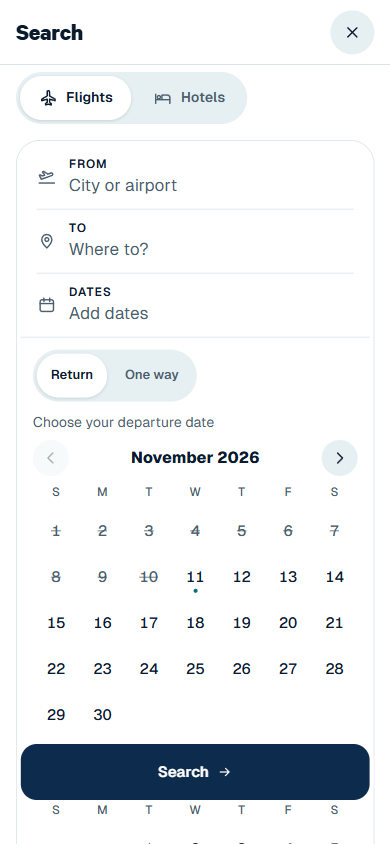 Search
Flights
Hotels
FROM
City or airport
TO
Where to?
DATES
Add dates
Return
One way
Choose your departure date
November 2026
S M T W T F S
1 2 3 4 5 6 7
8 9 10 11 12 13 14
15 16 17 18 19 20 21
22 23 24 25 26 27 28
29 30
Search
S M T W T F S